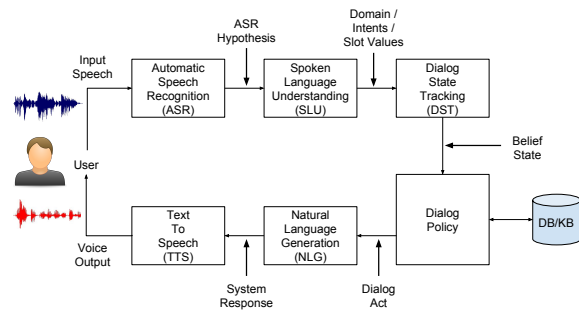 Input
Speech
Automatic
Speech
Recognition
(ASR)
ASR
Hypothesis
Spoken
Language
Understanding
(SLU)
Domain /
Intents /
Slot Values
Dialog
State
Tracking
(DST)
Belief
State
User
Dialog
Policy
DB/KB
Text
To
Speech
(TTS)
Natural
Language
Generation
(NLG)
Voice
Output
System
Response
Dialog
Act